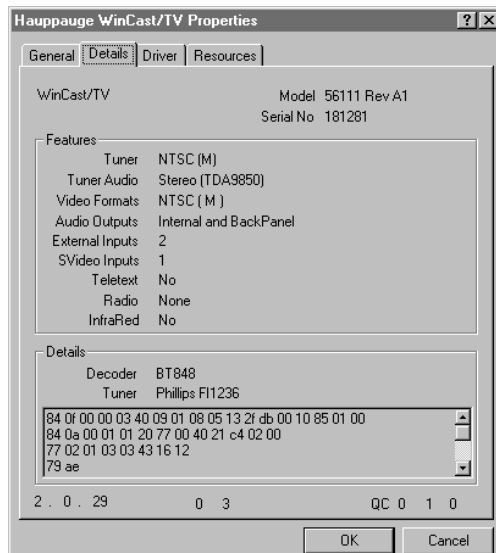 Hauppauge WinCast/TV Properties
General Details Driver Resources
WinCast/TV Model 56111 Rev A1
Serial No 181281
Features
Tuner NTSC (M)
Tuner Audio Stereo (TDA9850)
Video Formats NTSC ( M )
Audio Outputs Internal and BackPanel
External Inputs 2
SVideo Inputs 1
Teletext No
Radio None
InfraRed No
Details
Decoder BT848
Tuner Phillips FI1236
84 0f 00 00 03 40 09 01 08 05 13 2f db 00 10 85 01 00
84 0a 00 01 01 20 77 00 40 21 c4 02 00
77 02 01 03 03 43 16 12
79 ae
2 . 0 . 29 0 3 QC 0 1 0
OK Cancel